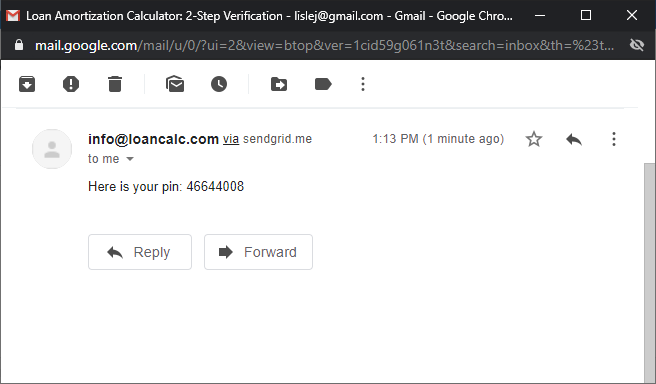 Loan Amortization Calculator: 2-Step Verification - lislej@gmail.com - Gmail - Google Chro...
mail.google.com/mail/u/0/?ui=2&view=btop&ver=1cid59g061n3t&search=inbox&th=%23t...
info@loancalc.com via sendgrid.me 1:13 PM (1 minute ago)
to me
Here is your pin: 46644008
Reply Forward